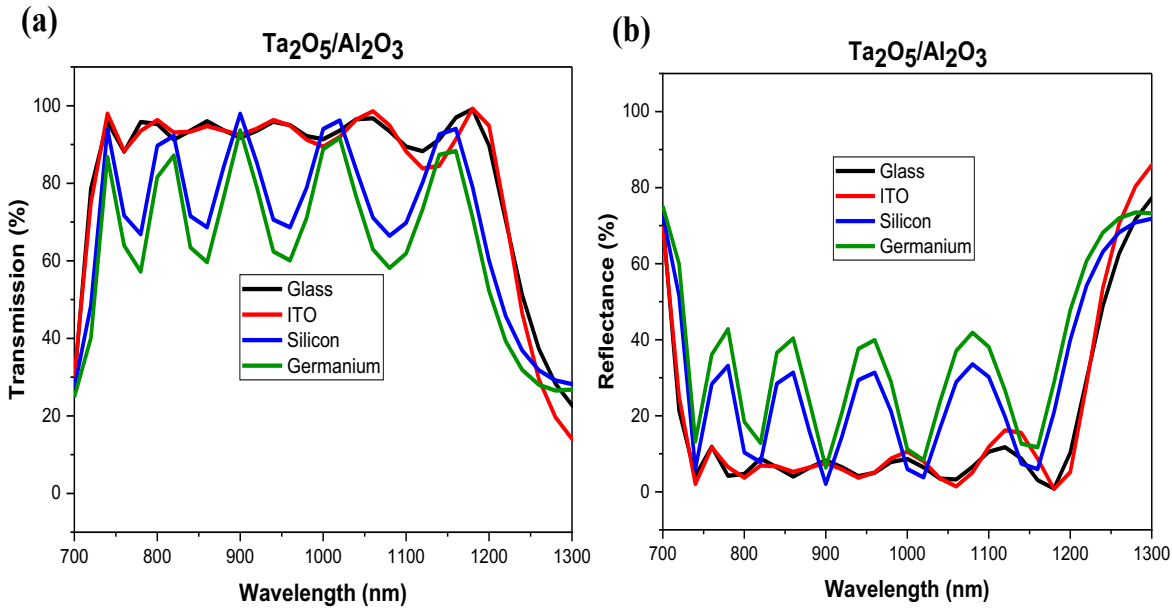 (a)
Ta2O5/Al2O3
Transmission (%)
100
80
60
40
20
0
Glass
ITO
Silicon
Germanium
700 800 900 1000 1100 1200 1300
Wavelength (nm)
(b)
Ta2O5/Al2O3
Reflectance (%)
100
80
60
40
20
0
Glass
ITO
Silicon
Germanium
700 800 900 1000 1100 1200 1300
Wavelength (nm)